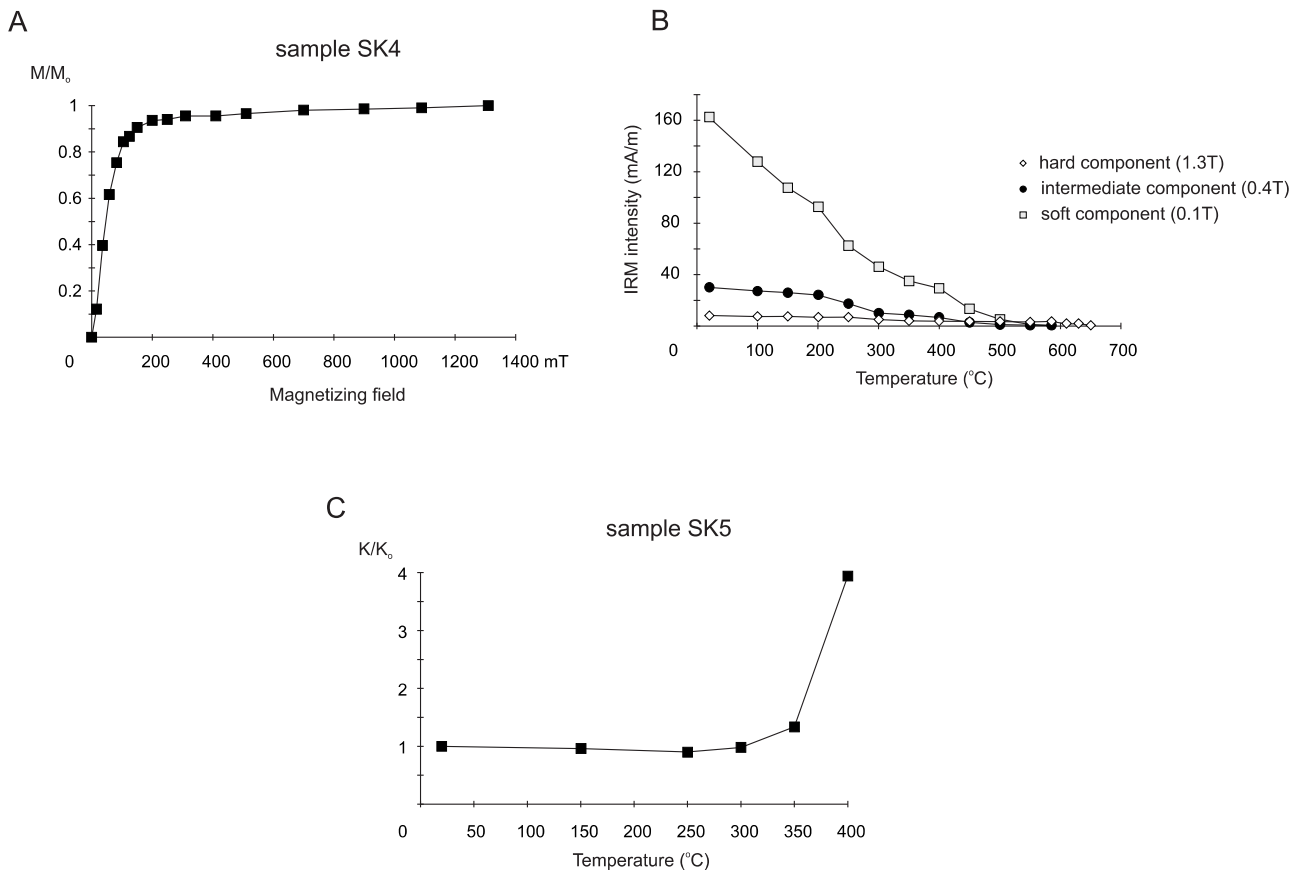 A
sample SK4
M/Mo
1
0.8
0.6
0.4
0.2
0 200 400 600 800 1000 1200 1400 mT
Magnetizing field
B
IRM intensity (mA/m)
160
120
80
40
0 100 200 300 400 500 600 700
Temperature (°C)
hard component (1.3T)
intermediate component (0.4T)
soft component (0.1T)
C
sample SK5
K/Ko
4
3
2
1
0 50 100 150 200 250 300 350 400
Temperature (°C)